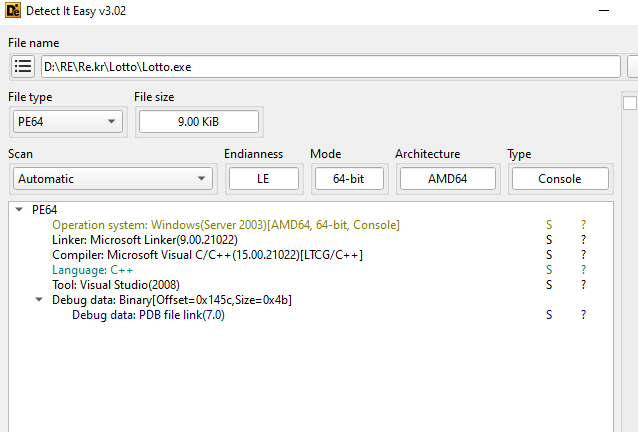 Detect It Easy v3.02
File name
D:\RE\Re.kr\Lotto\Lotto.exe
File type File size
PE64 9.00 KiB
Scan Endianness Mode Architecture Type
Automatic LE 64-bit AMD64 Console
PE64
Operation system: Windows(Server 2003)[AMD64, 64-bit, Console] S ?
Linker: Microsoft Linker(9.00.21022) S ?
Compiler: Microsoft Visual C/C++(15.00.21022)[LTCG/C++] S ?
Language: C++ S ?
Tool: Visual Studio(2008) S ?
Debug data: Binary[Offset=0x145c,Size=0x4b]
Debug data: PDB file link(7.0) S ?